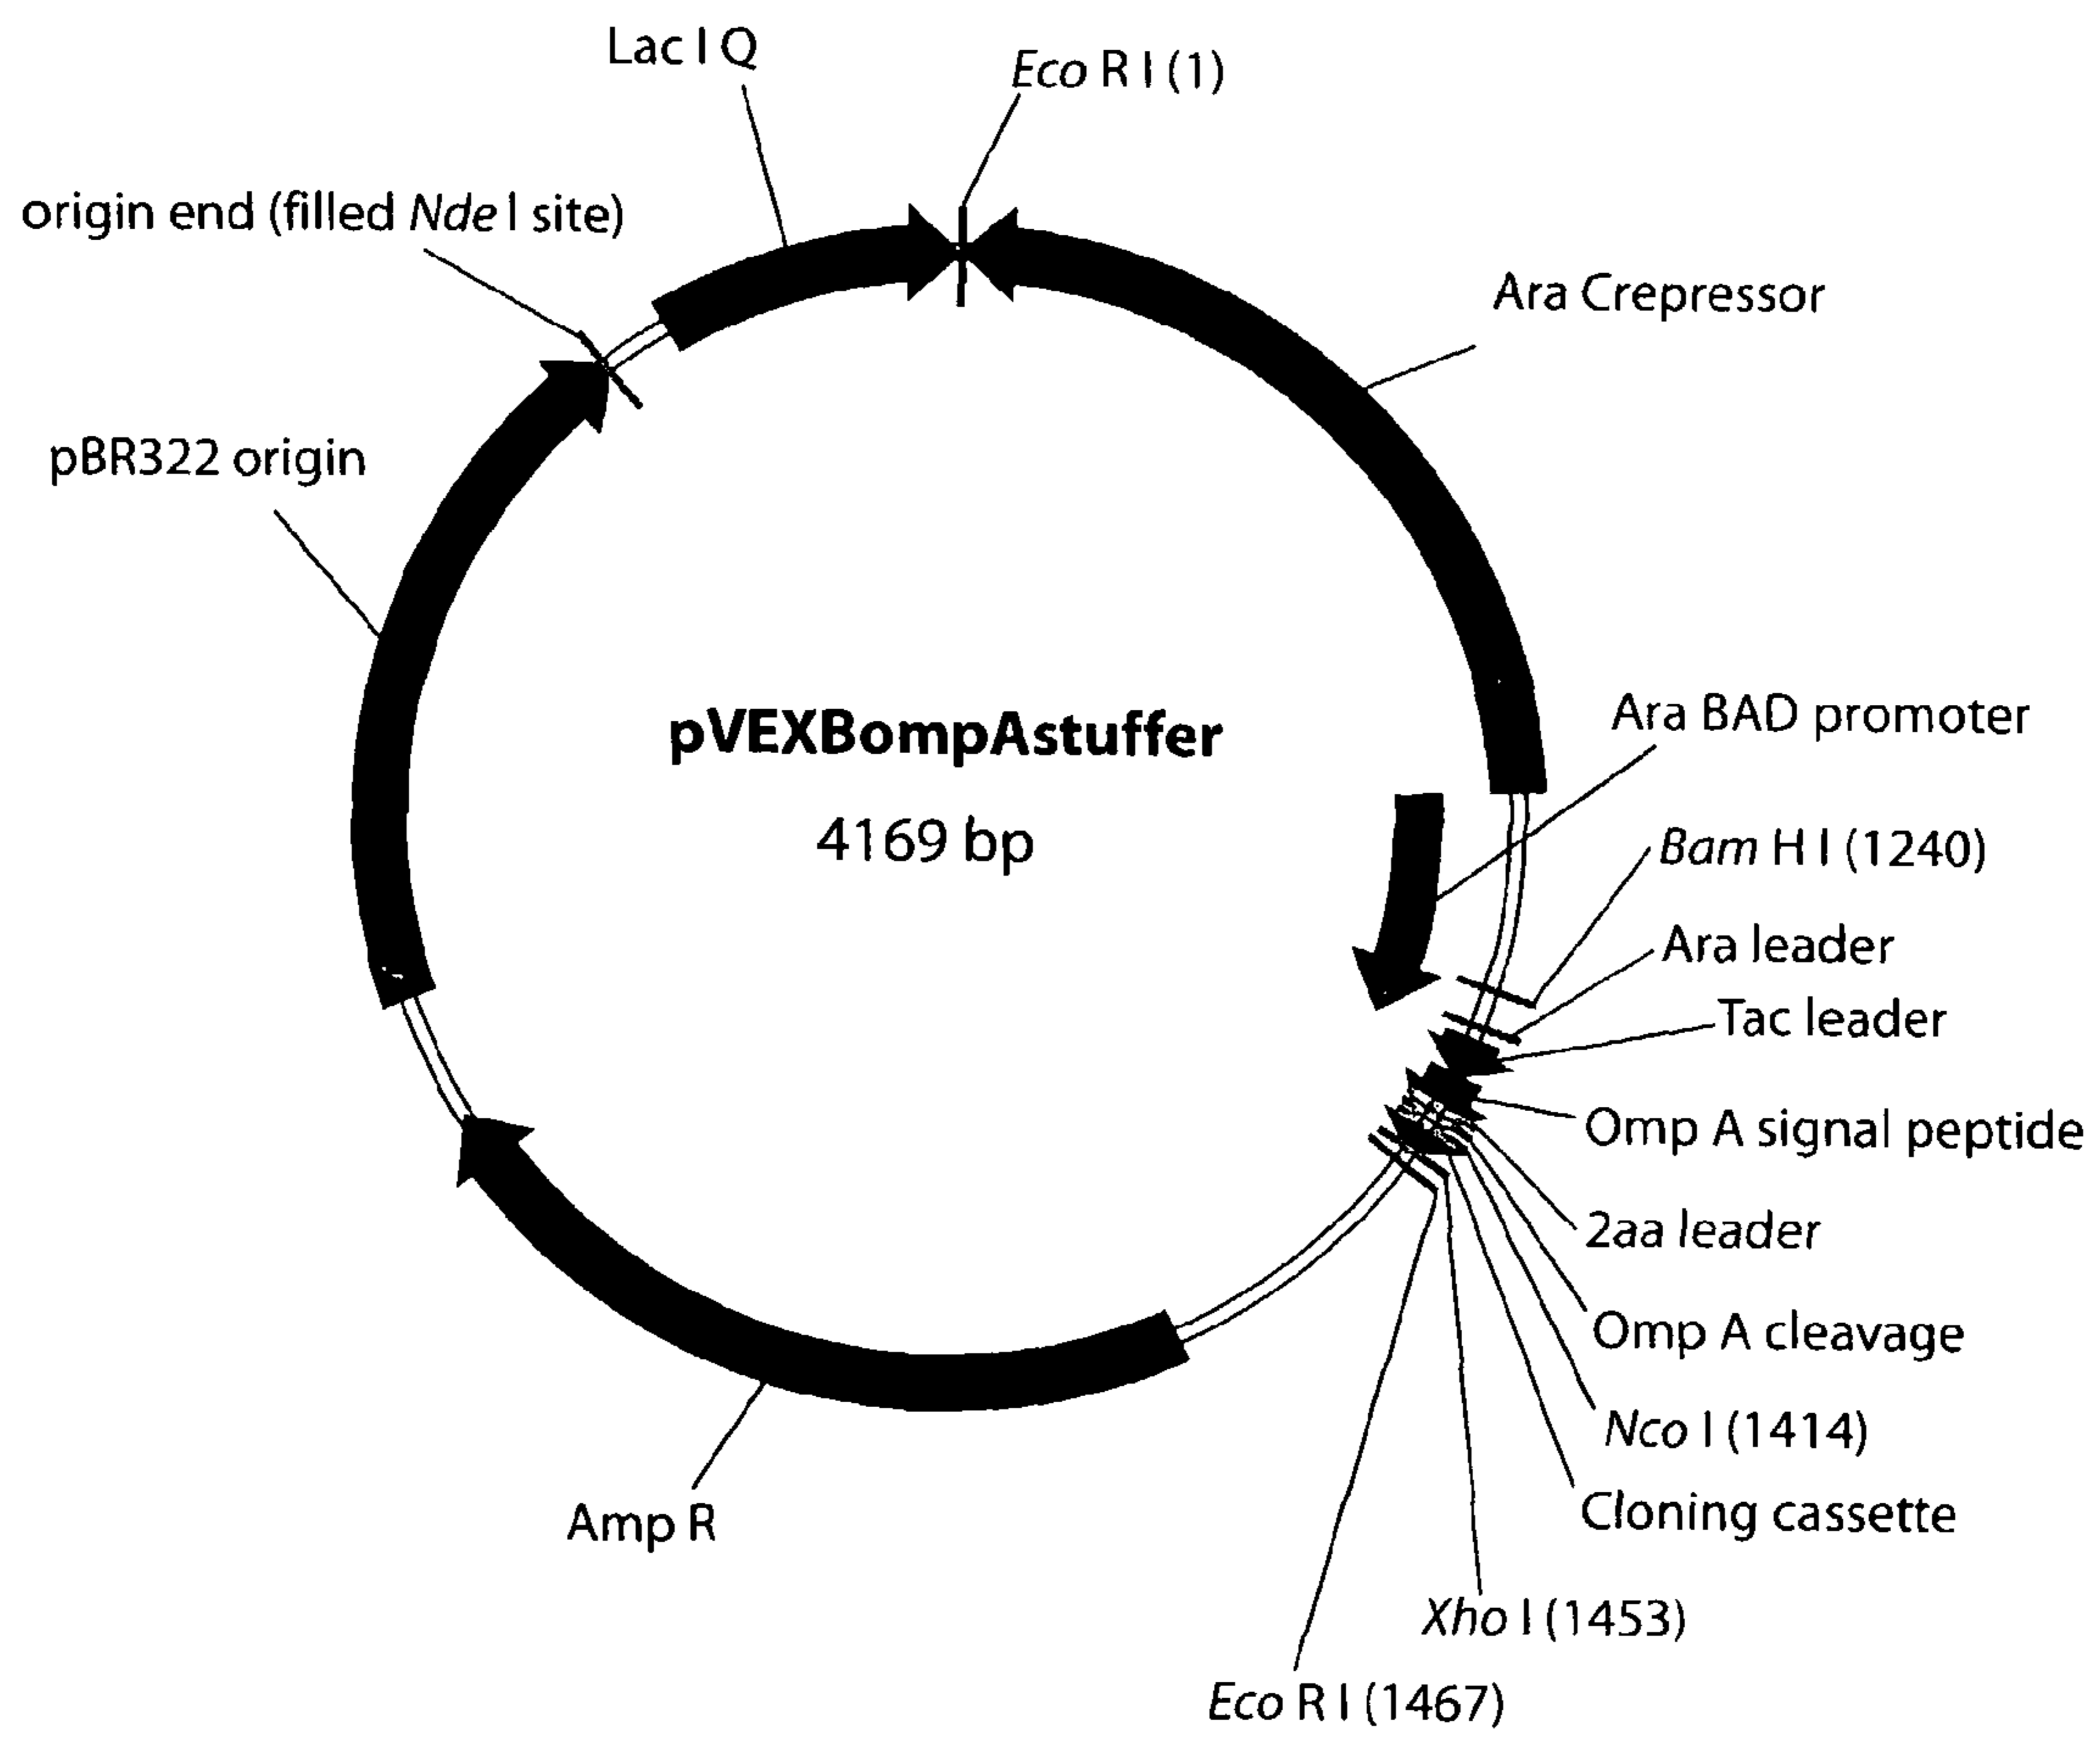 Lac I Q
Eco R I (1)
origin end (filled Nde I site)
Ara Crepressor
pBR322 origin
pVEXBompAstuffer
4169 bp
Ara BAD promoter
Bam H I (1240)
Ara leader
Tac leader
Omp A signal peptide
2aa leader
Omp A cleavage
Nco I (1414)
Cloning cassette
Xho I (1453)
Eco R I (1467)
Amp R